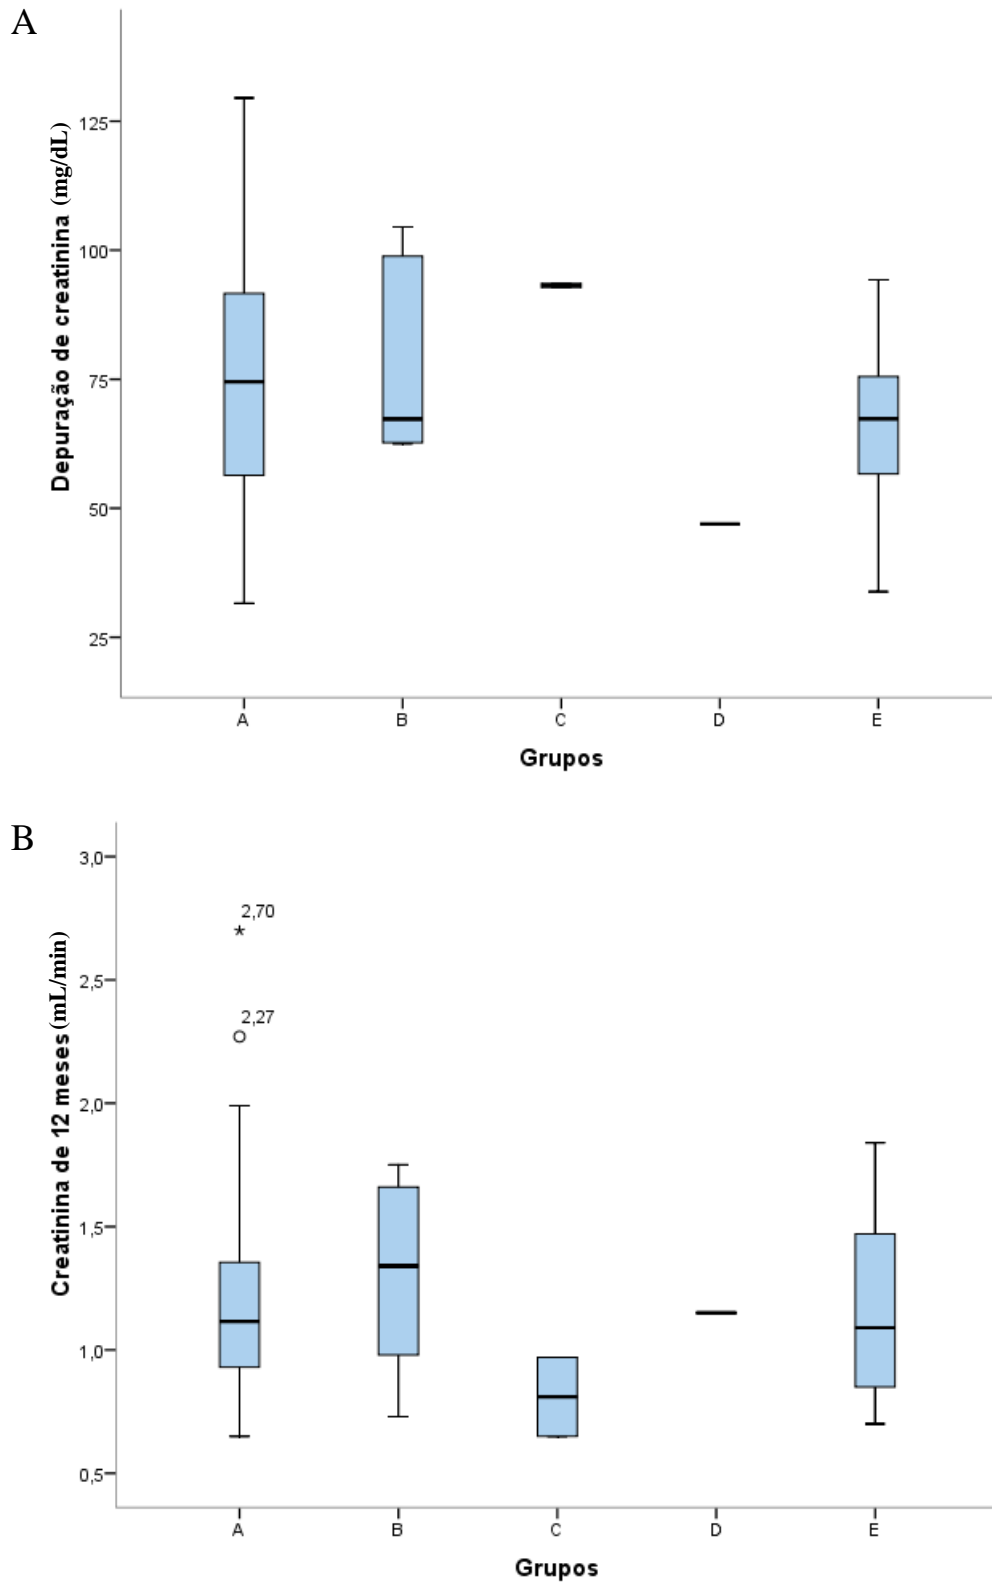 A
Depuração de creatinina (mg/dL)
125
100
75
50
25
A B C D E
Grupos
B
Creatinina de 12 meses (mL/min)
3,0
2,5
2,0
1,5
1,0
0,5
2,70
*
2,27
A B C D E
Grupos